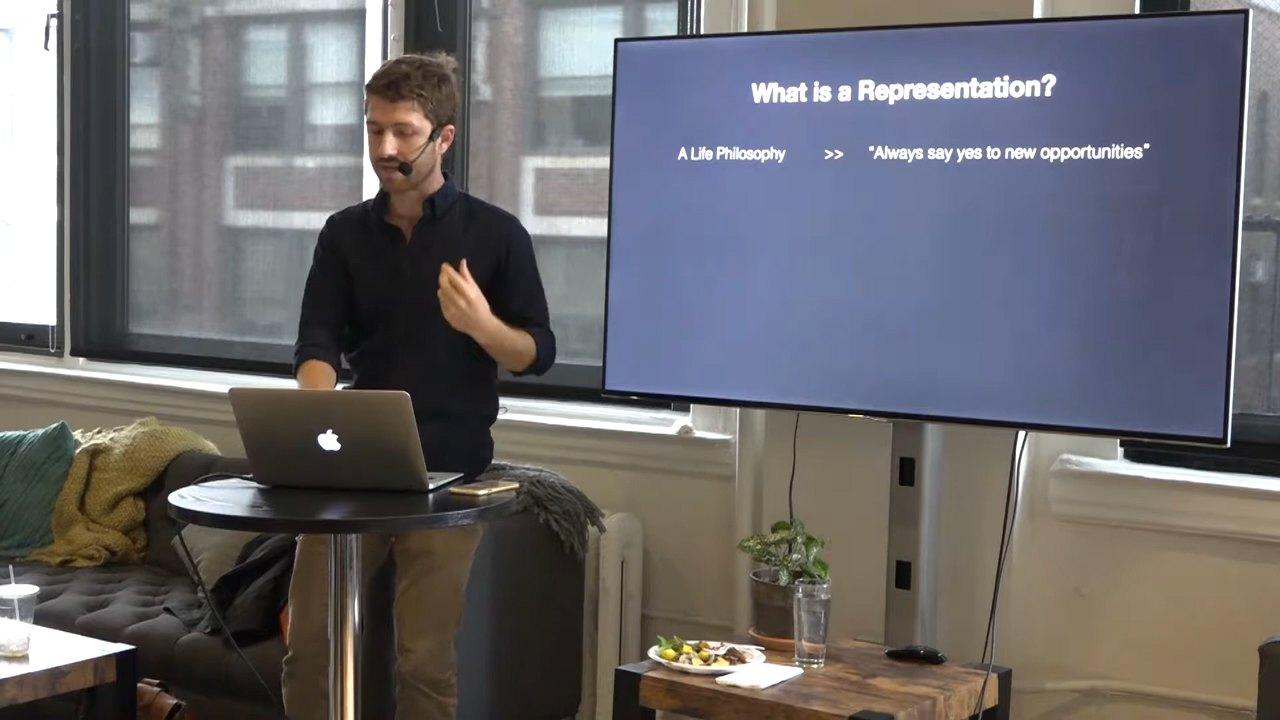 What is a Representation?
A Life Philosophy >> “Always say yes to new opportunities”